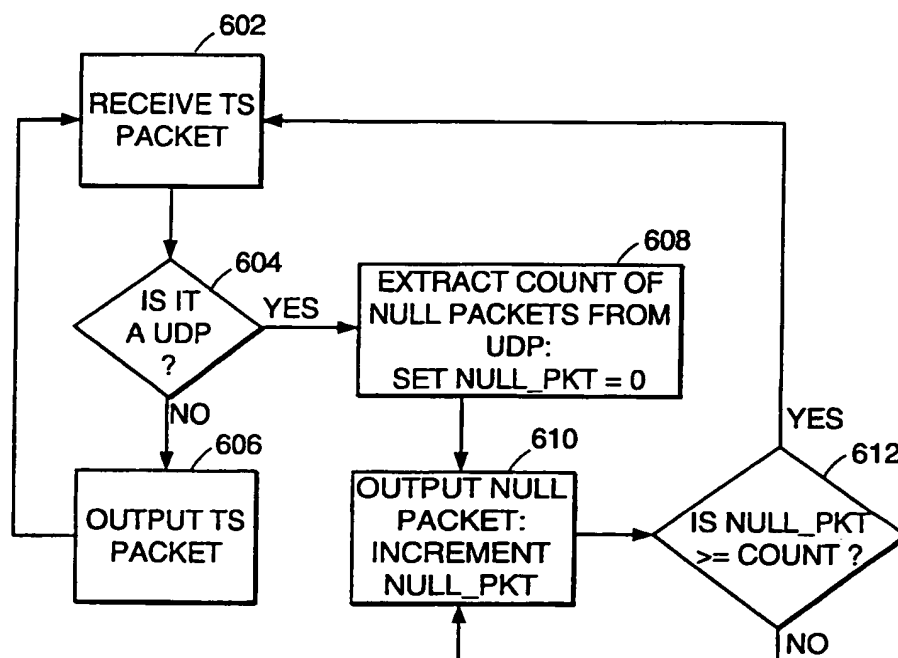 602
RECEIVE TS
PACKET
604
IS IT
A UDP
?
YES
NO
608
EXTRACT COUNT OF
NULL PACKETS FROM
UDP:
SET NULL_PKT = 0
606
OUTPUT TS
PACKET
610
OUTPUT NULL
PACKET:
INCREMENT
NULL_PKT
YES
612
IS NULL_PKT
>= COUNT ?
NO